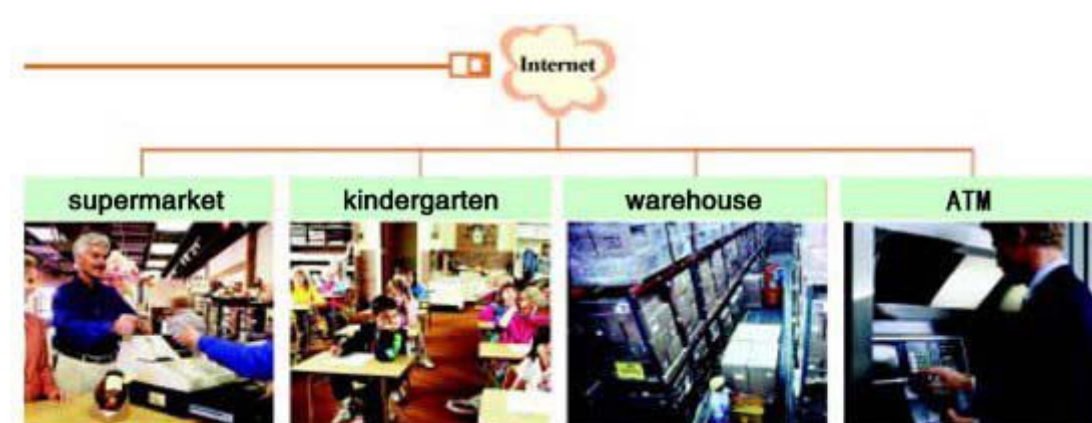 Internet
supermarket
kindergarten
warehouse
ATM